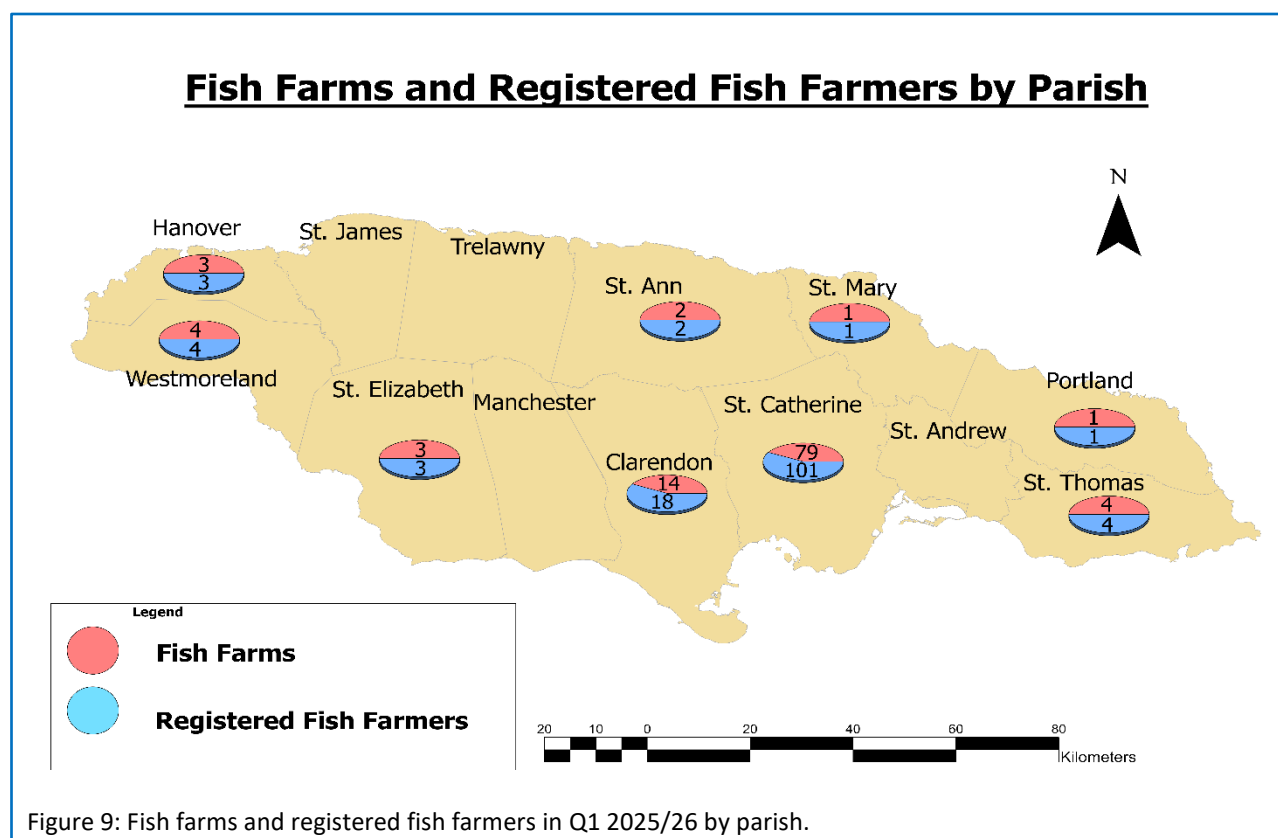 Fish Farms and Registered Fish Farmers by Parish
N
Hanover
St. James
Trelawny
3
3
St. Ann
2
2
St. Mary
1
1
4
4
Westmoreland
St. Elizabeth
Manchester
St. Catherine
Portland
1
1
St. Andrew
3
3
Clarendon
14
18
79
101
St. Thomas
4
4
Legend
Fish Farms
Registered Fish Farmers
20 10 0 20 40 60 80
Kilometers
Figure 9: Fish farms and registered fish farmers in Q1 2025/26 by parish.